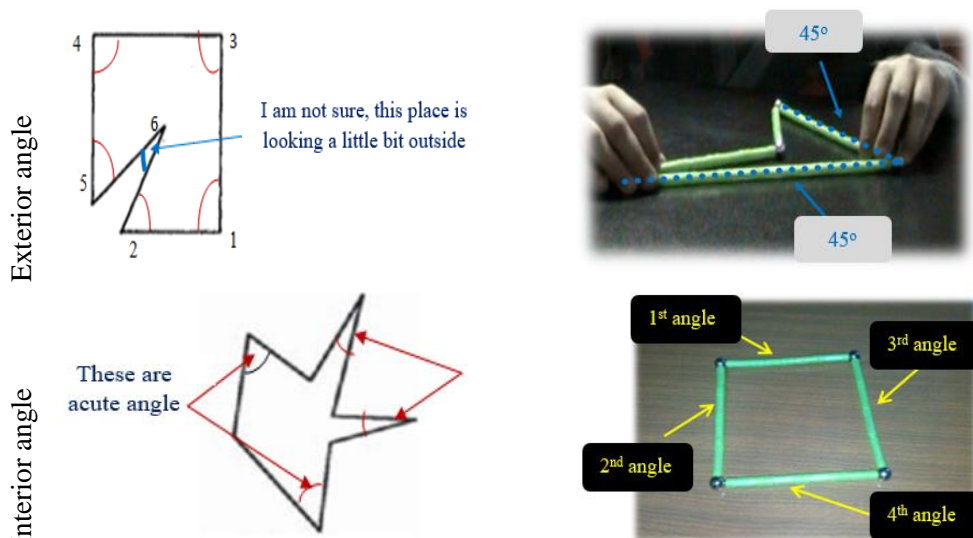 Exterior angle
4
3
6
5
2
1
I am not sure, this place is
looking a little bit outside
45°
45°
nterior angle
These are
acute angle
1st angle
3rd angle
2nd angle
4th angle